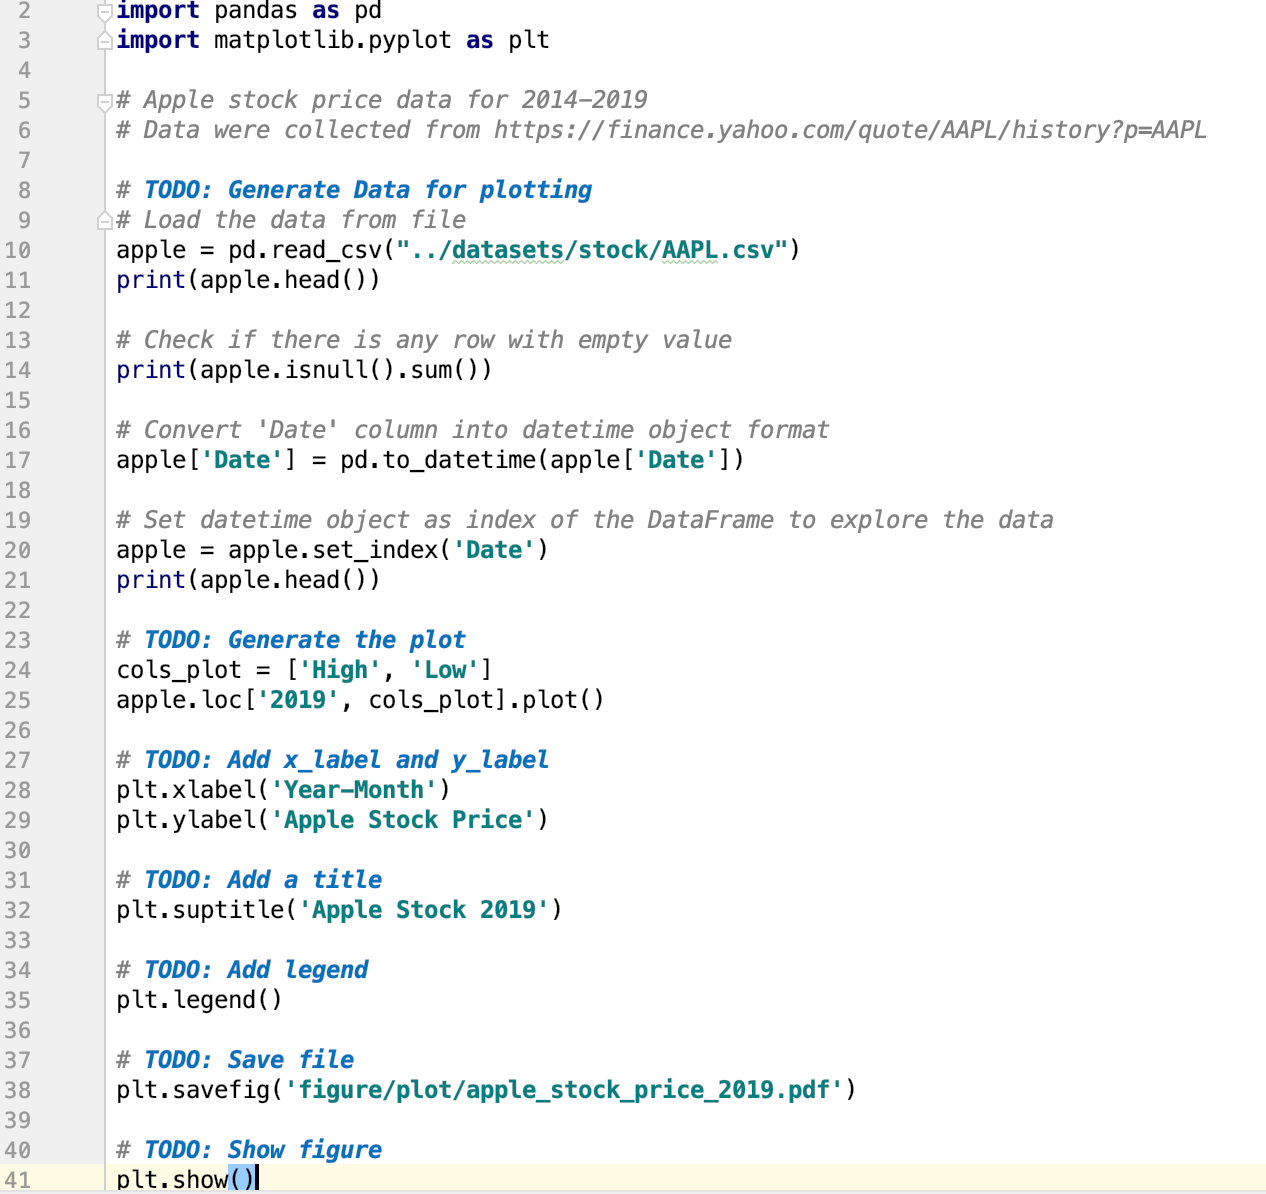 2 import pandas as pd
3 import matplotlib.pyplot as plt
4
5 # Apple stock price data for 2014-2019
6 # Data were collected from https://finance.yahoo.com/quote/AAPL/history?p=AAPL
7
8 # TODO: Generate Data for plotting
9 # Load the data from file
10 apple = pd.read_csv("../datasets/stock/AAPL.csv")
11 print(apple.head())
12
13 # Check if there is any row with empty value
14 print(apple.isnull().sum())
15
16 # Convert 'Date' column into datetime object format
17 apple['Date'] = pd.to_datetime(apple['Date'])
18
19 # Set datetime object as index of the DataFrame to explore the data
20 apple = apple.set_index('Date')
21 print(apple.head())
22
23 # TODO: Generate the plot
24 cols_plot = ['High', 'Low']
25 apple.loc['2019', cols_plot].plot()
26
27 # TODO: Add x_label and y_label
28 plt.xlabel('Year-Month')
29 plt.ylabel('Apple Stock Price')
30
31 # TODO: Add a title
32 plt.suptitle('Apple Stock 2019')
33
34 # TODO: Add legend
35 plt.legend()
36
37 # TODO: Save file
38 plt.savefig('figure/plot/apple_stock_price_2019.pdf')
39
40 # TODO: Show figure
41 plt.show()